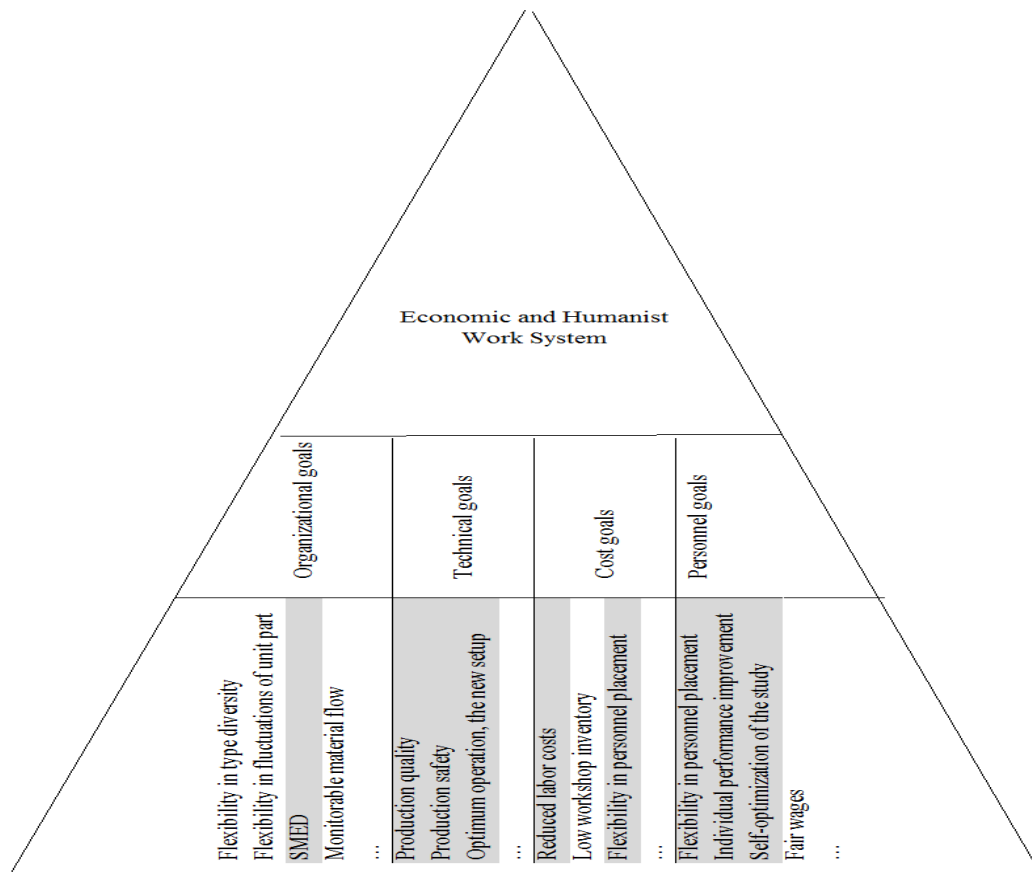 Economic and Humanist
Work System
Organizational goals
Technical goals
Cost goals
Personnel goals
Flexibility in type diversity
Flexibility in fluctuations of unit part
SMED
Monitorable material flow
...
Production quality
Production safety
Optimum operation, the new setup
...
Reduced labor costs
Low workshop inventory
Flexibility in personnel placement
...
Flexibility in personnel placement
Individual performance improvement
Self-optimization of the study
Fair wages
...